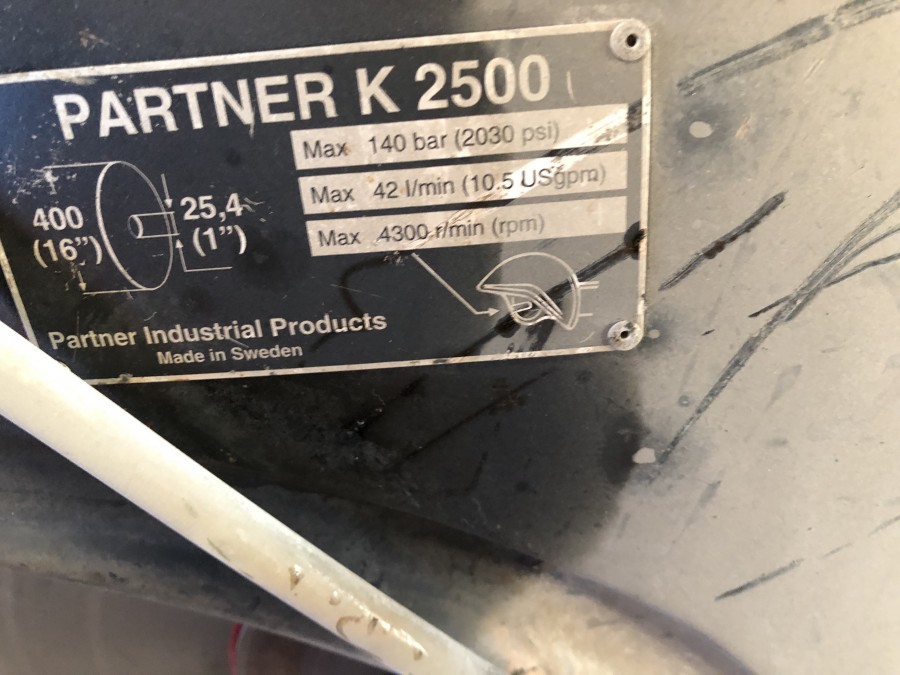 PARTNER K 2500
Max 140 bar (2030 psi)
Max 42 l/min (10.5 USgpm)
Max 4300 r/min (rpm)
400
(16”)
25,4
(1”)
Partner Industrial Products
Made in Sweden